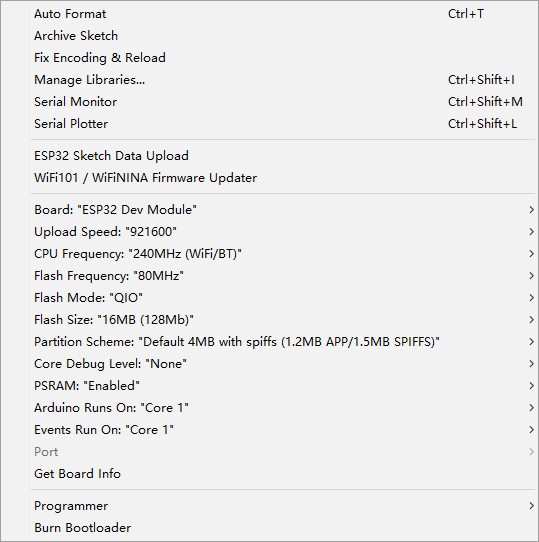 Auto Format Ctrl+T
Archive Sketch
Fix Encoding & Reload
Manage Libraries... Ctrl+Shift+I
Serial Monitor Ctrl+Shift+M
Serial Plotter Ctrl+Shift+L
ESP32 Sketch Data Upload
WiFi101 / WiFiNINA Firmware Updater
Board: "ESP32 Dev Module"
Upload Speed: "921600"
CPU Frequency: "240MHz (WiFi/BT)"
Flash Frequency: "80MHz"
Flash Mode: "QIO"
Flash Size: "16MB (128Mb)"
Partition Scheme: "Default 4MB with spiffs (1.2MB APP/1.5MB SPIFFS)"
Core Debug Level: "None"
PSRAM: "Enabled"
Arduino Runs On: "Core 1"
Events Run On: "Core 1"
Port
Get Board Info
Programmer
Burn Bootloader